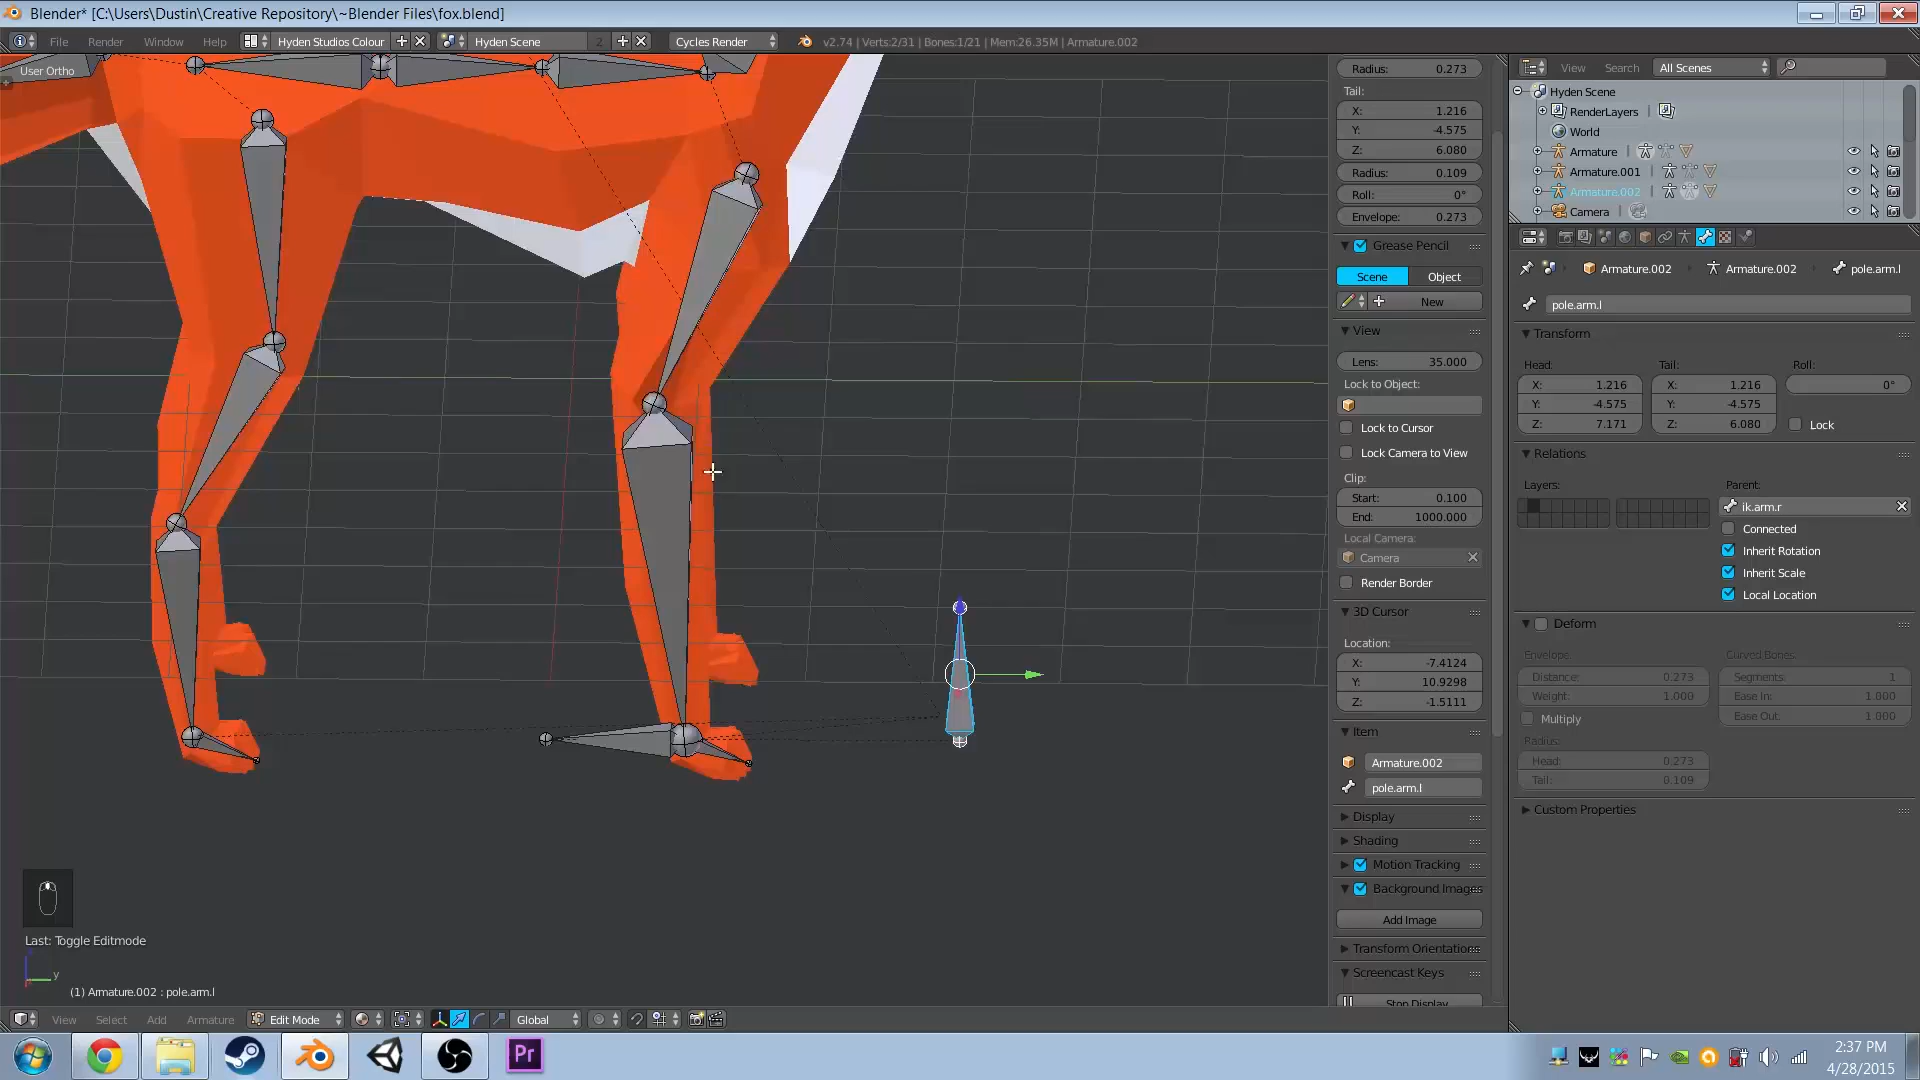 Blender* [C:\Users\Dustin\Creative Repository\~Blender Files\fox.blend]
File Render Window Help Hyden Studios Colour Hyden Scene 2 Cycles Render v2.74 | Verts:2/31 | Bones:1/21 | Mem:26.35M | Armature.002
User Ortho
Radius: 0.273
Tail:
X: 1.216
Y: -4.575
Z: 6.080
Radius: 0.109
Roll: 0°
Envelope: 0.273
Grease Pencil
Scene Object
New
View
Lens: 35.000
Lock to Object:
Lock to Cursor
Lock Camera to View
Clip:
Start: 0.100
End: 1000.000
Local Camera:
Camera
Render Border
3D Cursor
Location:
X: -7.4124
Y: 10.9298
Z: -1.5111
Item
Armature.002
pole.arm.l
Display
Shading
Motion Tracking
Background Images
Add Image
Transform Orientations
Screencast Keys
Stop Display
View Search All Scenes
Hyden Scene
RenderLayers
World
Armature
Armature.001
Armature.002
Camera
Armature.002 Armature.002 pole.arm.l
pole.arm.l
Transform
Head: Tail: Roll:
X: 1.216 X: 1.216 0°
Y: -4.575 Y: -4.575
Z: 7.171 Z: 6.080 Lock
Relations
Layers: Parent:
ik.arm.r
Connected
Inherit Rotation
Inherit Scale
Local Location
Deform
Envelope: Curved Bones:
Distance: 0.273 Segments: 1
Weight: 1.000 Ease In: 1.000
Multiply Ease Out: 1.000
Radius:
Head: 0.273
Tail: 0.109
Custom Properties
Last: Toggle Editmode
y
(1) Armature.002 : pole.arm.l
View Select Add Armature Edit Mode Global
Pr
2:37 PM
4/28/2015